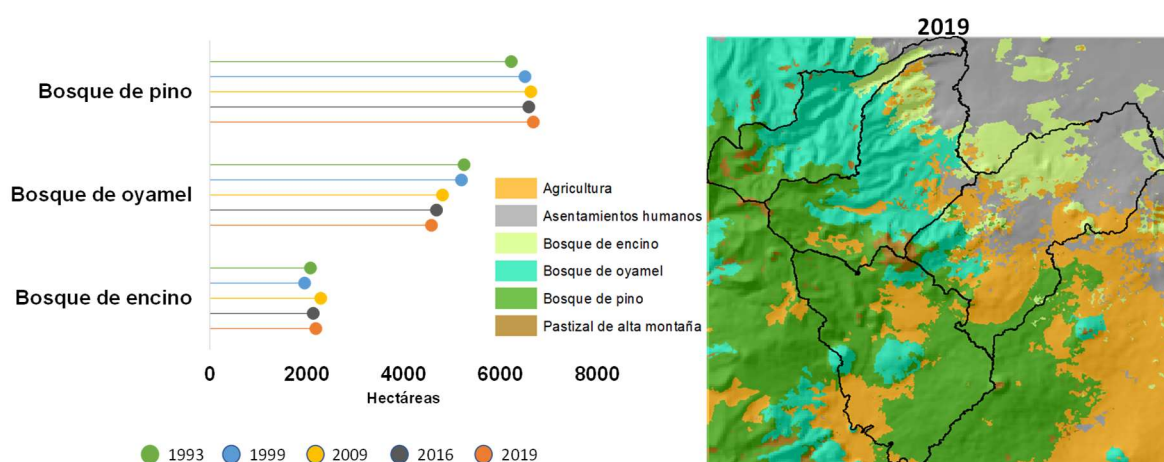 Bosque de pino
Bosque de oyamel
Bosque de encino
0 2000 4000 6000 8000
Hectáreas
1993 1999 2009 2016 2019
Agricultura
Asentamientos humanos
Bosque de encino
Bosque de oyamel
Bosque de pino
Pastizal de alta montaña
2019